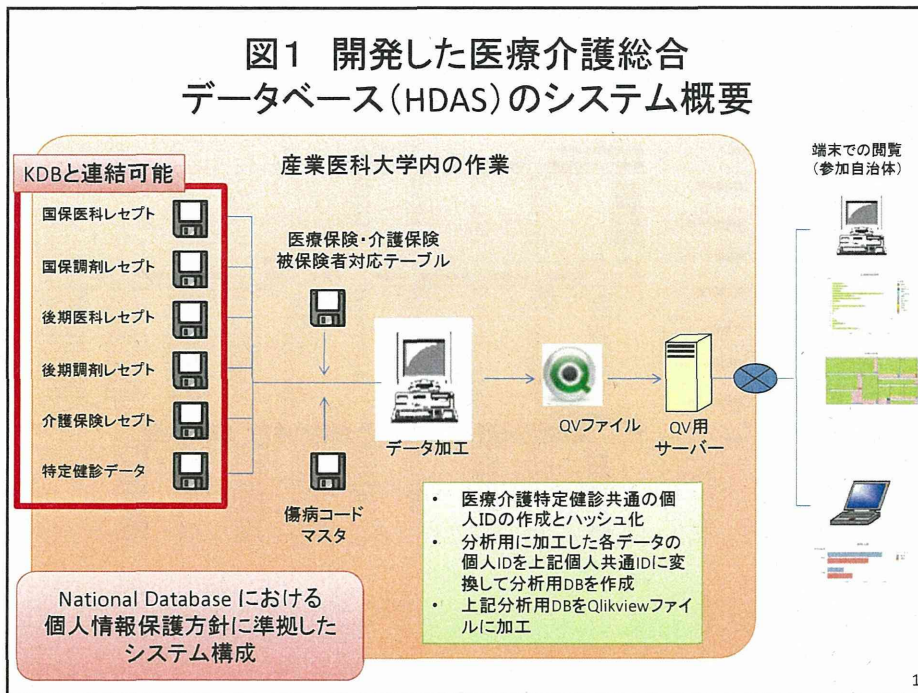 図1 開発した医療介護総合
データベース(HDAS)のシステム概要
KDBと連結可能
産業医科大学内の作業
端末での閲覧
(参加自治体)
国保医科レセプト
国保調剤レセプト
後期医科レセプト
後期調剤レセプト
介護保険レセプト
特定健診データ
医療保険・介護保険
被保険者対応テーブル
データ加工
QVファイル
QV用
サーバー
傷病コード
マスタ
• 医療介護特定健診共通の個
人IDの作成とハッシュ化
• 分析用に加工した各データの
個人IDを上記個人共通IDに変
換して分析用DBを作成
• 上記分析用DBをQlikviewファ
イルに加工
National Database における
個人情報保護方針に準拠した
システム構成
1